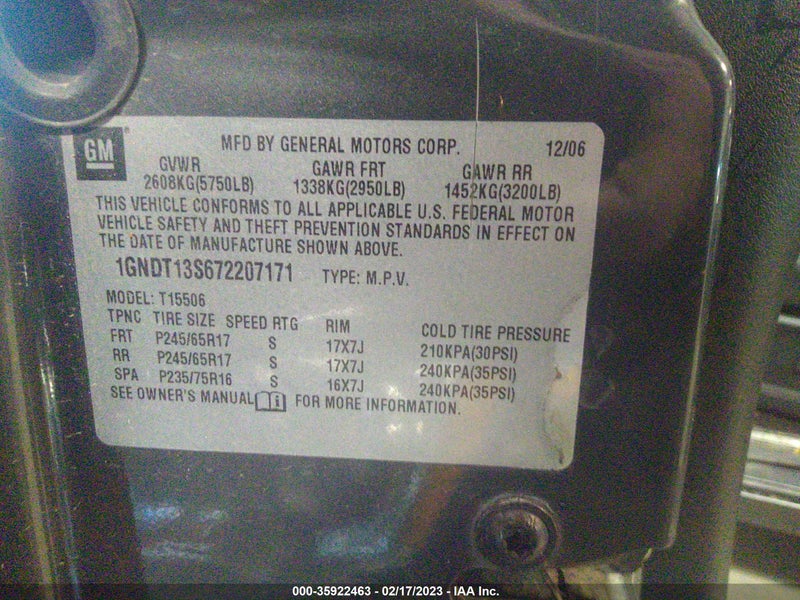 GM
MFD BY GENERAL MOTORS CORP. 12/06
GVWR GAWR FRT GAWR RR
2608KG(5750LB) 1338KG(2950LB) 1452KG(3200LB)
THIS VEHICLE CONFORMS TO ALL APPLICABLE U.S. FEDERAL MOTOR
VEHICLE SAFETY AND THEFT PREVENTION STANDARDS IN EFFECT ON
THE DATE OF MANUFACTURE SHOWN ABOVE.
1GNDT13S672207171 TYPE: M.P.V.
MODEL: T15506
TPNC TIRE SIZE SPEED RTG RIM COLD TIRE PRESSURE
FRT P245/65R17 S 17X7J 210KPA(30PSI)
RR P245/65R17 S 17X7J 240KPA(35PSI)
SPA P235/75R16 S 16X7J 240KPA(35PSI)
SEE OWNER'S MANUAL i FOR MORE INFORMATION.
000-35922463 - 02/17/2023 - IAA Inc.